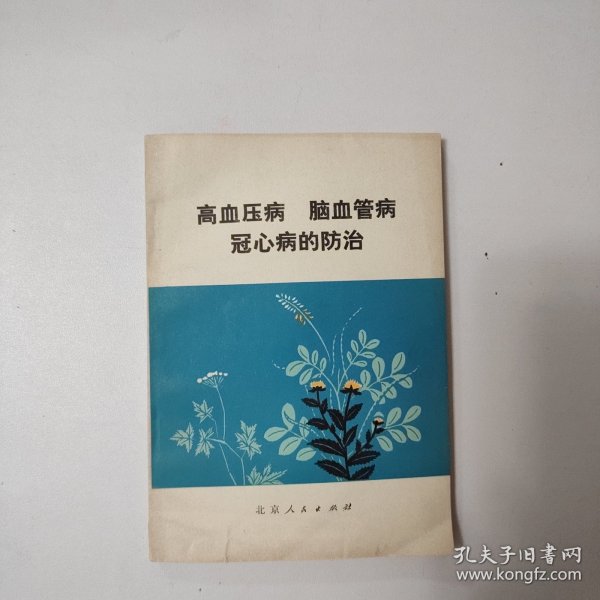 高血压病 脑血管病
冠心病的防治
北京人民出版社
孔夫子旧书网
www.kongfz.com